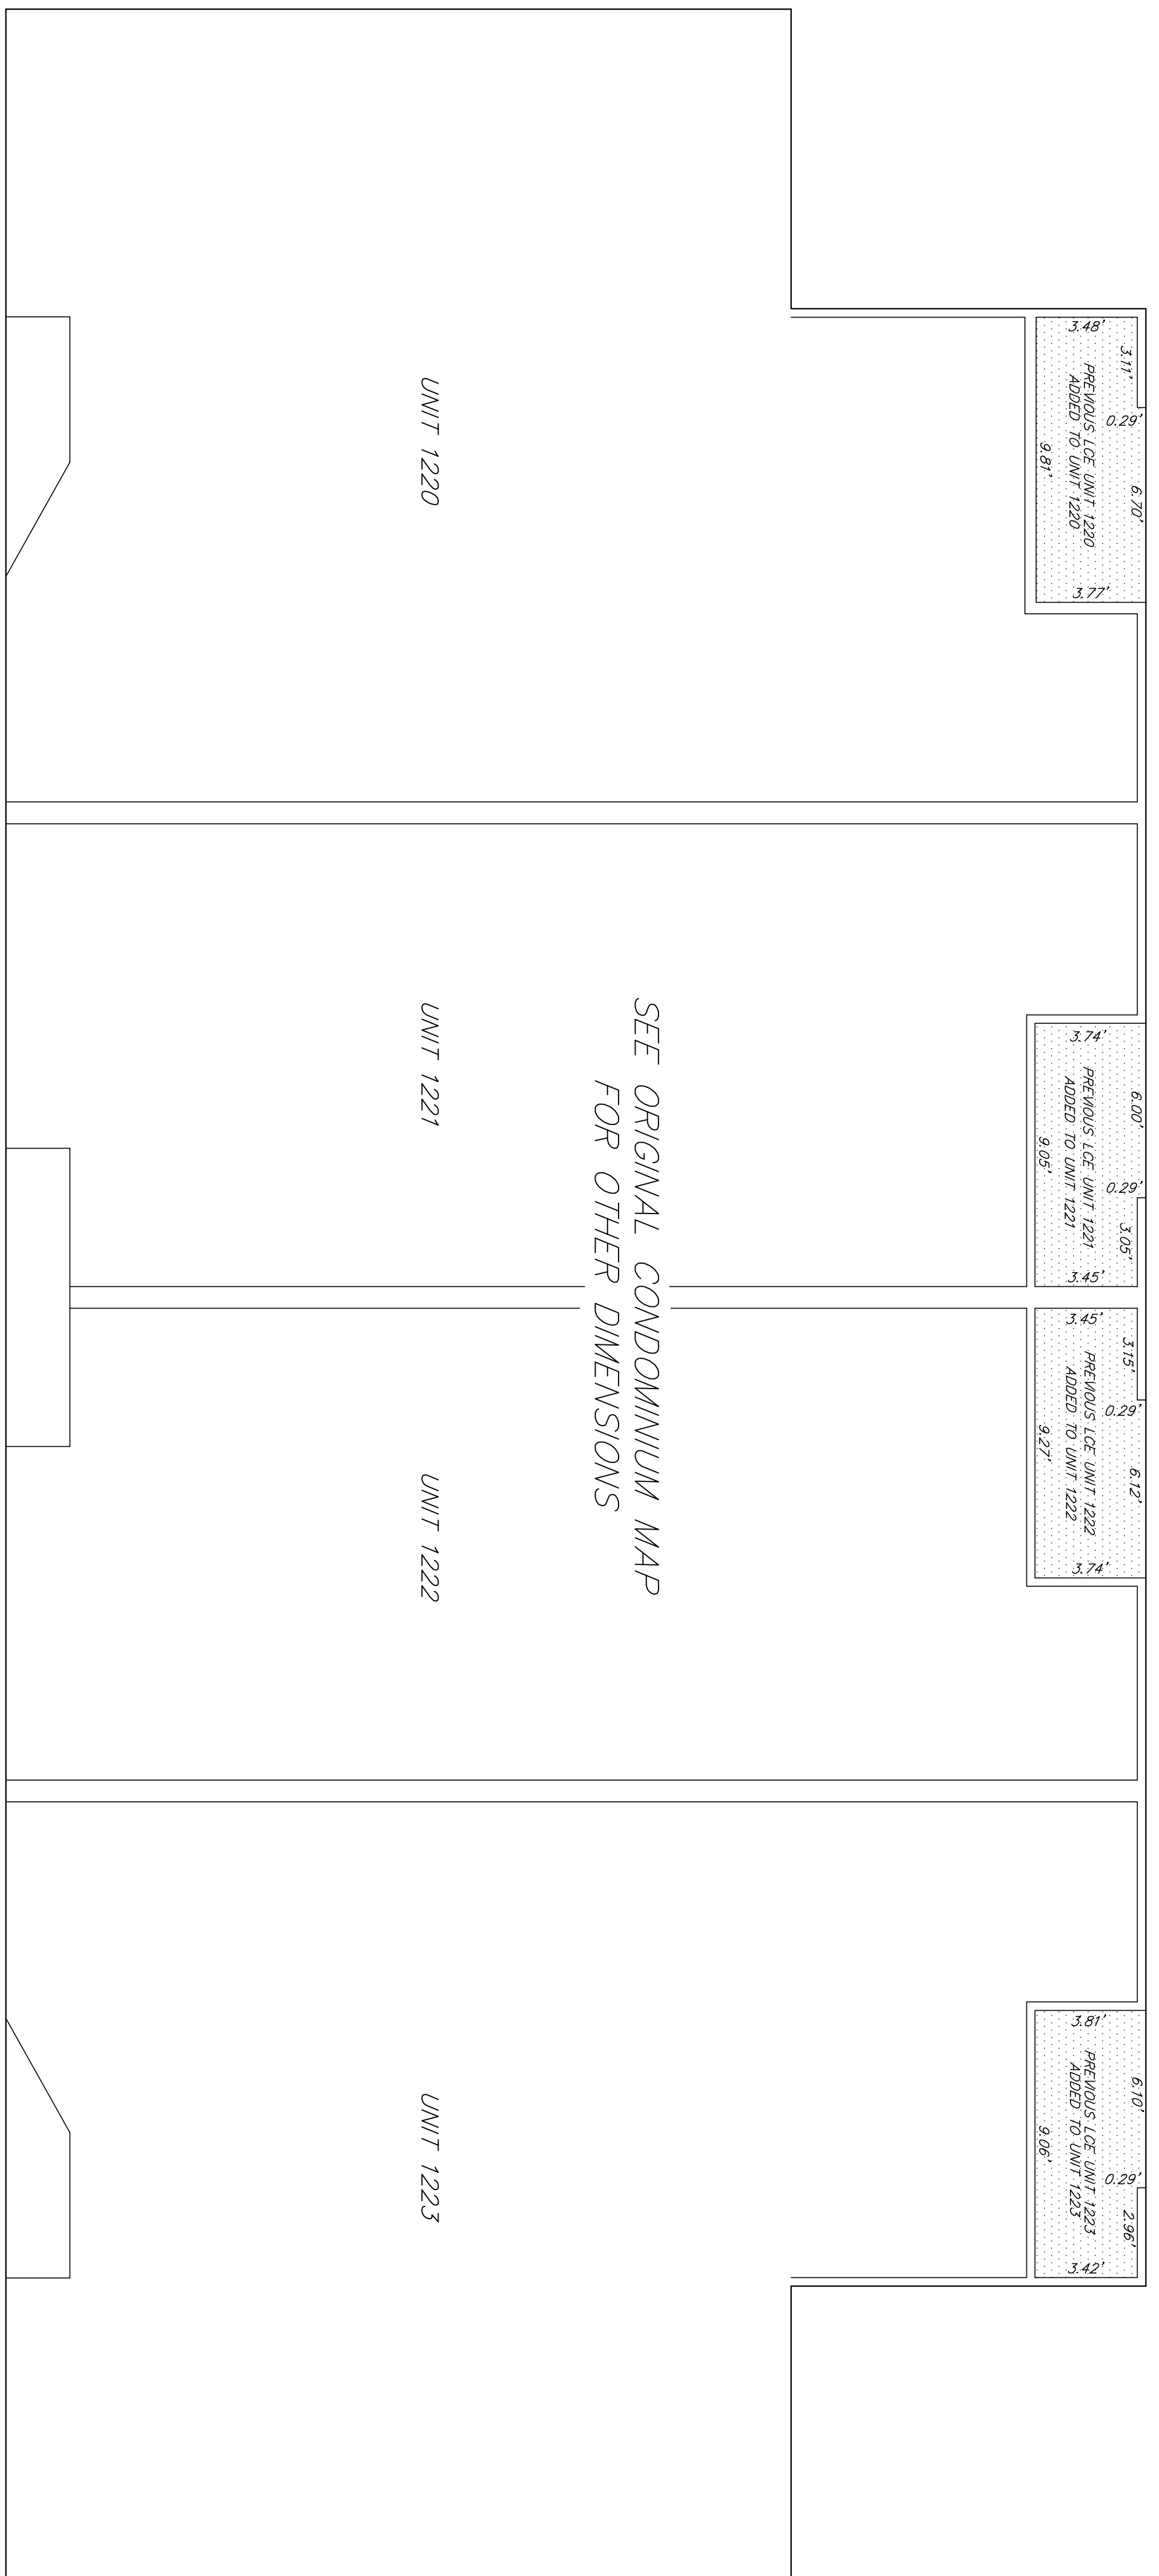 3.48'
3.11'
0.29'
6.70'
PREVIOUS LCE UNIT 1220
ADDED TO UNIT 1220
9.81'
3.77'
UNIT 1220
3.74'
6.00'
0.29'
3.05'
PREVIOUS LCE UNIT 1221
ADDED TO UNIT 1221
9.05'
3.45'
UNIT 1221
SEE ORIGINAL CONDOMINIUM MAP
FOR OTHER DIMENSIONS
3.45'
3.15'
0.29'
6.12'
PREVIOUS LCE UNIT 1222
ADDED TO UNIT 1222
9.27'
3.74'
UNIT 1222
3.81'
6.10'
0.29'
2.96'
PREVIOUS LCE UNIT 1223
ADDED TO UNIT 1223
9.06'
3.42'
UNIT 1223